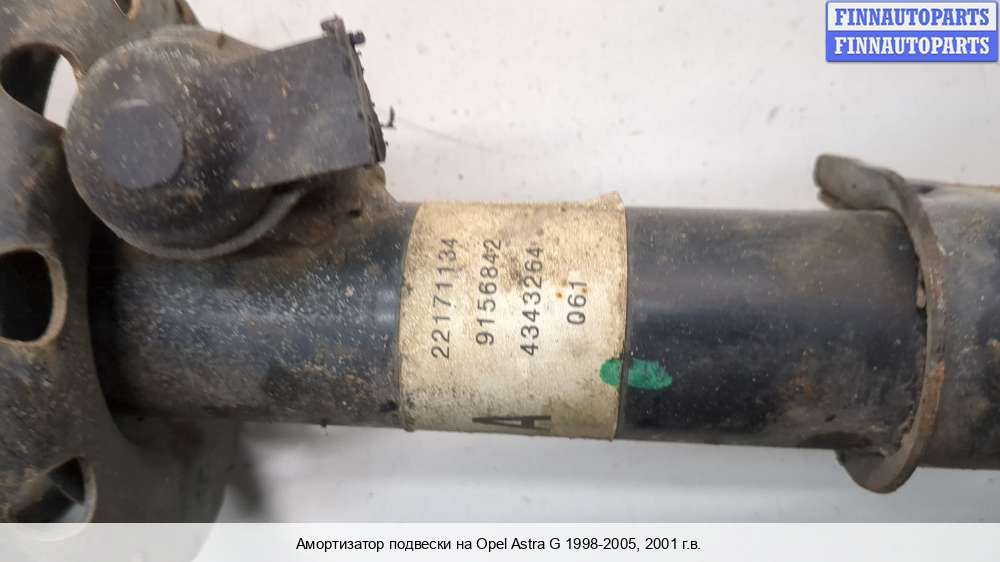 FINNAUTOPARTS
FINNAUTOPARTS
22171134
9156842
4343264
061
A
Амортизатор подвески на Opel Astra G 1998-2005, 2001 г.в.